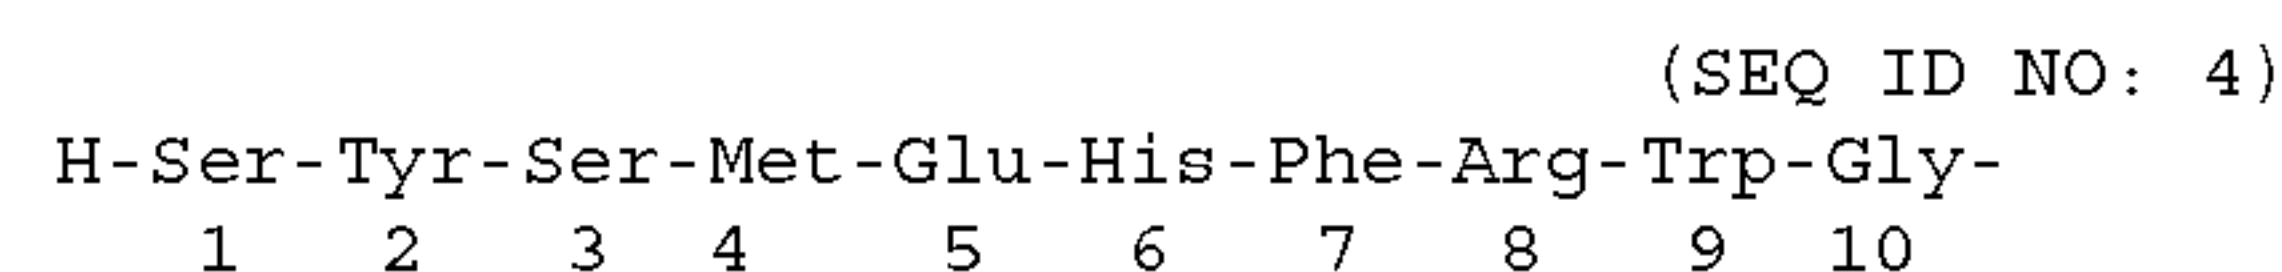 (SEQ ID NO: 4)
H-Ser-Tyr-Ser-Met-Glu-His-Phe-Arg-Trp-Gly-
1 2 3 4 5 6 7 8 9 10